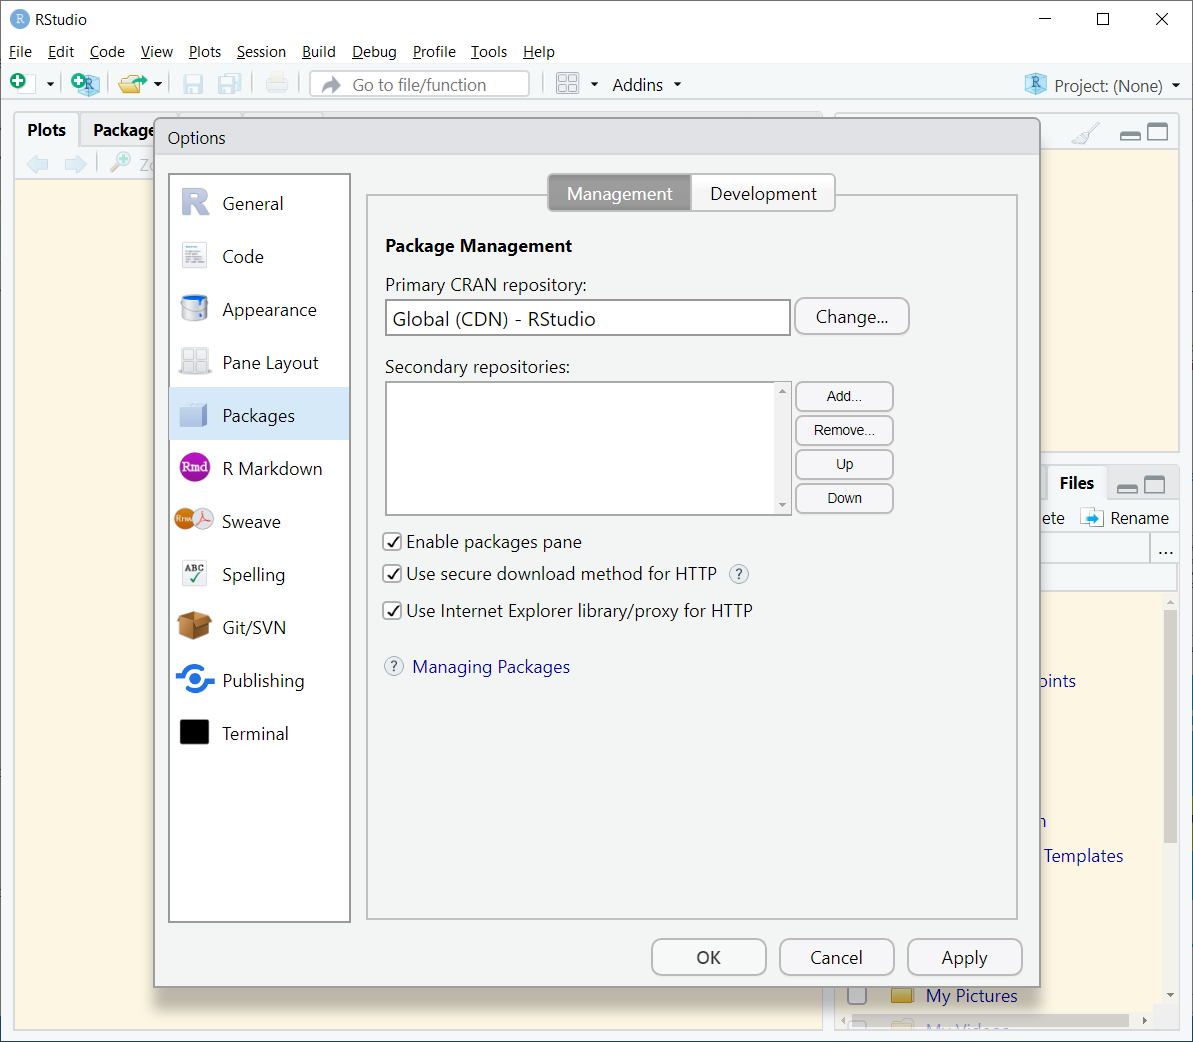 RStudio
File Edit Code View Plots Session Build Debug Profile Tools Help
Go to file/function Addins Project: (None)
Plots Package
Options
General
Code
Appearance
Pane Layout
Packages
R Markdown
Sweave
Spelling
Git/SVN
Publishing
Terminal
Management Development
Package Management
Primary CRAN repository:
Global (CDN) - RStudio Change...
Secondary repositories:
Add...
Remove...
Up
Down
Enable packages pane
Use secure download method for HTTP ?
Use Internet Explorer library/proxy for HTTP
? Managing Packages
OK Cancel Apply
Files
ete Rename
...
oints
Templates
My Pictures